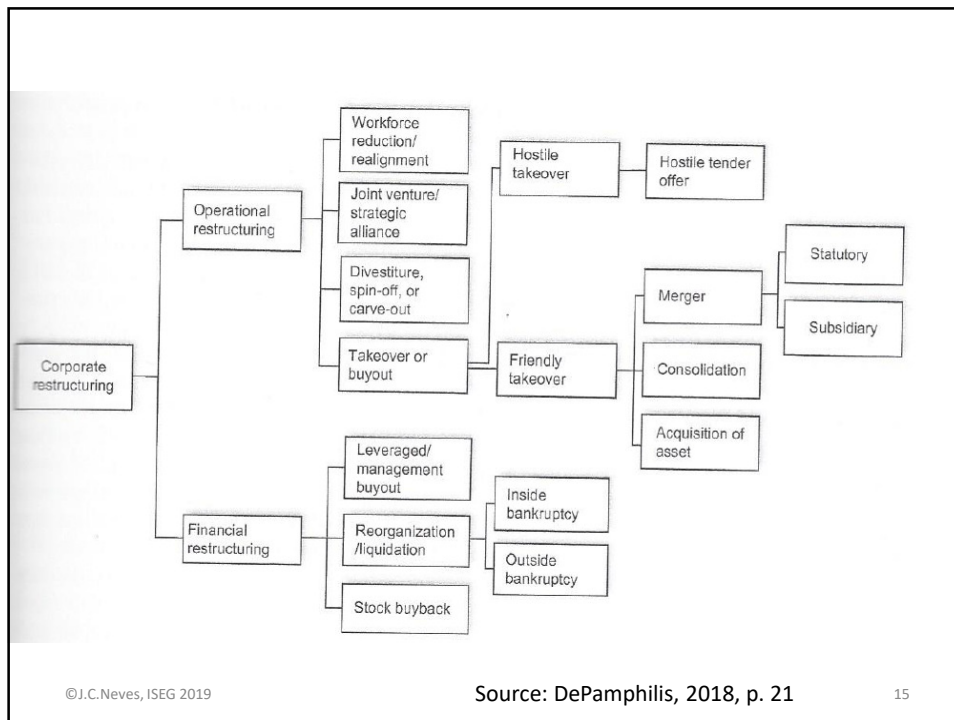 Workforce
reduction/
realignment
Hostile
takeover
Hostile tender
offer
Operational
restructuring
Joint venture/
strategic
alliance
Statutory
Divestiture,
spin-off, or
carve-out
Merger
Subsidiary
Corporate
restructuring
Takeover or
buyout
Friendly
takeover
Consolidation
Acquisition of
asset
Leveraged/
management
buyout
Inside
bankruptcy
Financial
restructuring
Reorganization
/liquidation
Outside
bankruptcy
Stock buyback
©J.C.Neves, ISEG 2019
Source: DePamphilis, 2018, p. 21
15